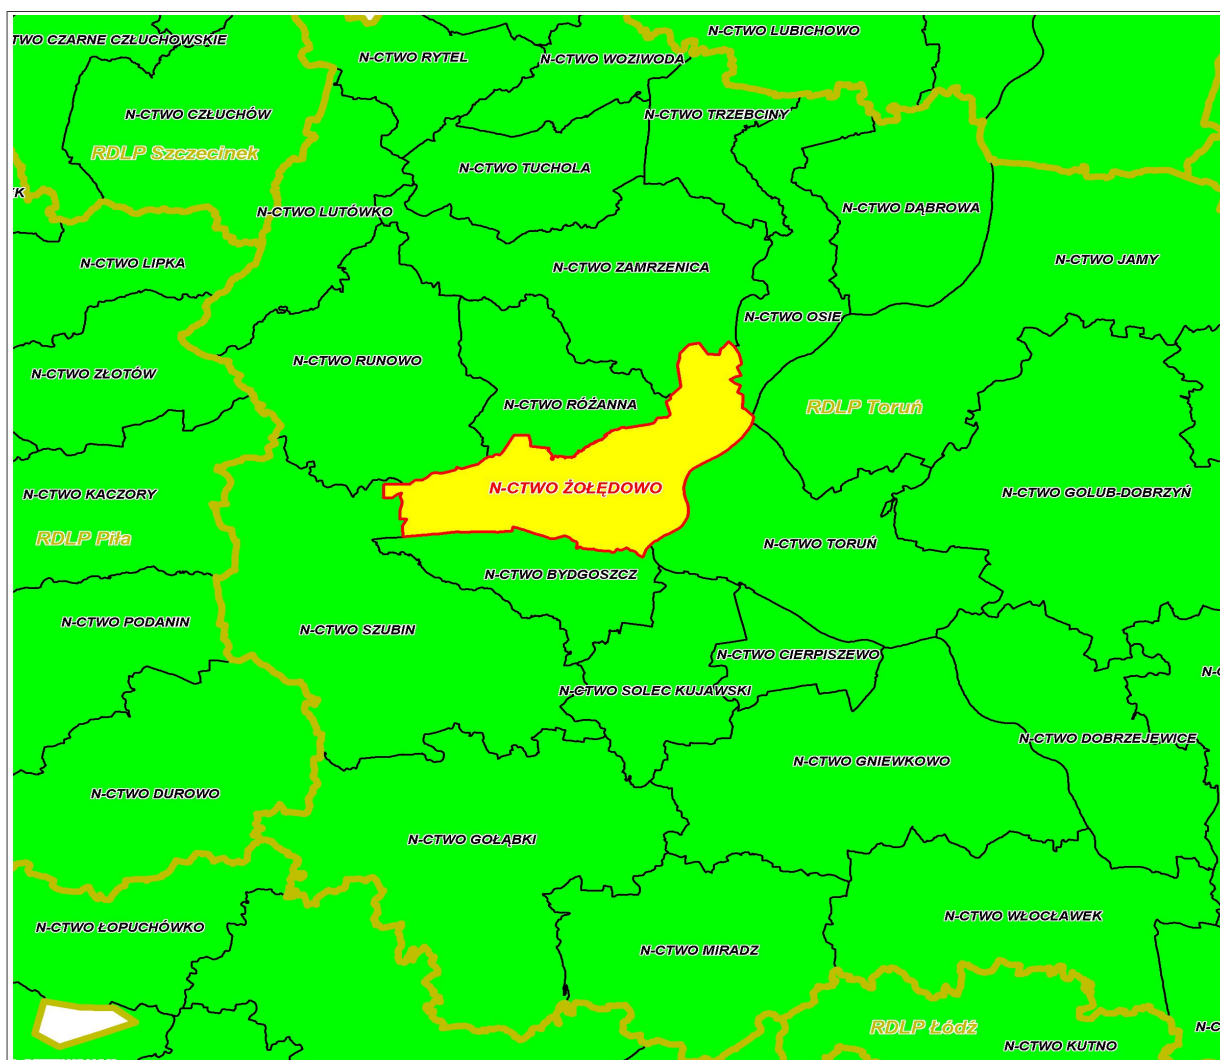 TWO CZARNE CZŁUCHOWSKIE
N-CTWO RYTEL
N-CTWO WOZIWODA
N-CTWO LUBICHOWO
N-CTWO CZŁUCHÓW
N-CTWO TRZEBCINY
RDLP Szczecinek
N-CTWO TUCHOLA
YK
N-CTWO LUTÓWKO
N-CTWO DĄBROWA
N-CTWO LIPKA
N-CTWO ZAMRZENICA
N-CTWO JAMY
N-CTWO OSIE
N-CTWO ZŁOTÓW
N-CTWO RUNOWO
N-CTWO RÓŻANNA
RDLP Toruń
N-CTWO KACZORY
N-CTWO ŻOŁĘDOWO
N-CTWO GOLUB-DOBRZYŃ
RDLP Piła
N-CTWO TORUŃ
N-CTWO BYDGOSZCZ
N-CTWO PODANIN
N-CTWO SZUBIN
N-CTWO CIERPISZEWO
N-C
N-CTWO SOLEC KUJAWSKI
N-CTWO DOBRZEJEWICE
N-CTWO GNIEWKOWO
N-CTWO DUROWO
N-CTWO GOŁĄBKI
N-CTWO WŁOCŁAWEK
N-CTWO ŁOPUCHÓWKO
N-CTWO MIRADZ
RDLP Łódź
N-C
N-CTWO KUTNO